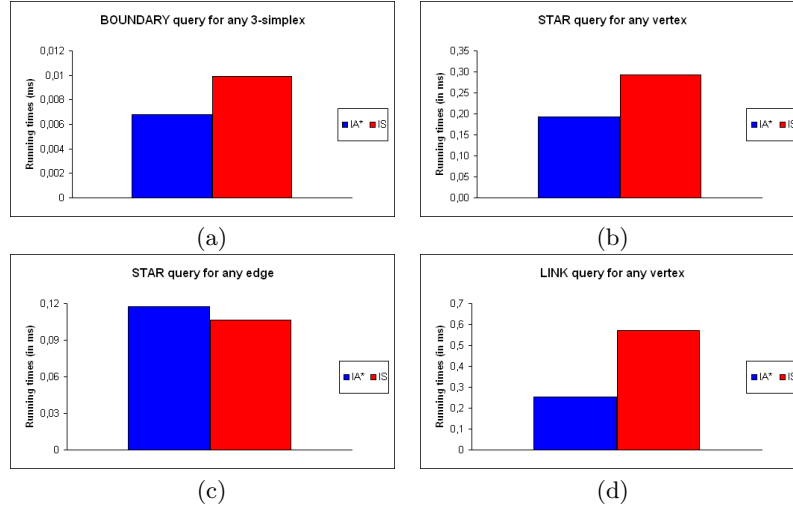 BOUNDARY query for any 3-simplex
Running times (ms)
0,012
0,01
0,008
0,006
0,004
0,002
0
IA* IS
(a)
STAR query for any vertex
Running times (in ms)
0,35
0,30
0,25
0,20
0,15
0,10
0,05
0,00
IA* IS
(b)
STAR query for any edge
Running times (in ms)
0,12
0,09
0,06
0,03
0
IA* IS
(c)
LINK query for any vertex
Running times (in ms)
0,7
0,6
0,5
0,4
0,3
0,2
0,1
0
IA* IS
(d)